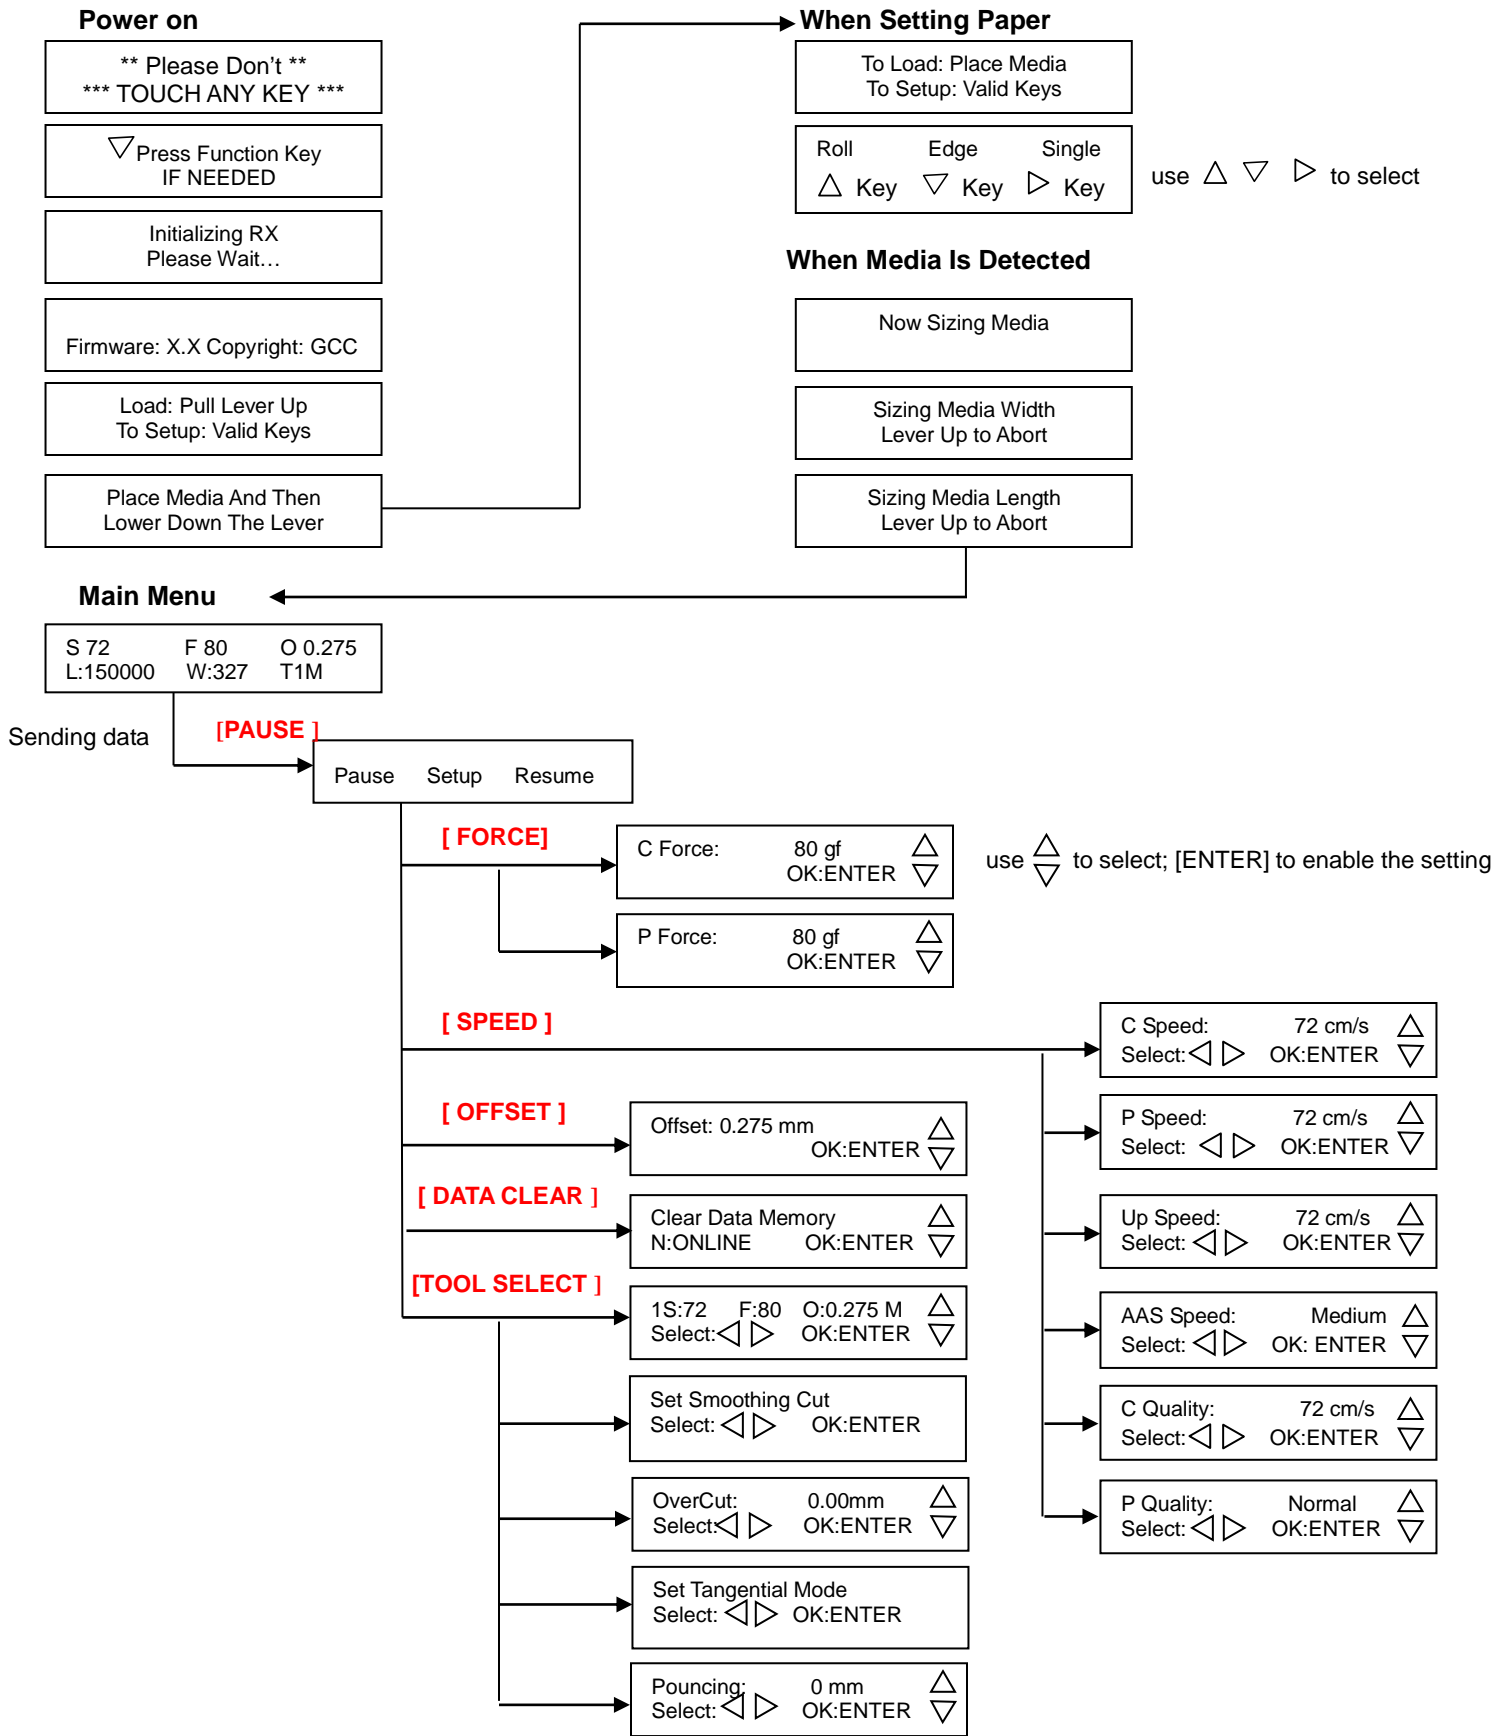 Power on
** Please Don't **
*** TOUCH ANY KEY ***
Press Function Key
IF NEEDED
Initializing RX
Please Wait…
Firmware: X.X Copyright: GCC
Load: Pull Lever Up
To Setup: Valid Keys
Place Media And Then
Lower Down The Lever
When Setting Paper
To Load: Place Media
To Setup: Valid Keys
Roll Edge Single
△ Key ▽ Key ▷ Key
use △ ▽ ▷ to select
When Media Is Detected
Now Sizing Media
Sizing Media Width
Lever Up to Abort
Sizing Media Length
Lever Up to Abort
Main Menu
S 72 F 80 O 0.275
L:150000 W:327 T1M
Sending data
[PAUSE ]
Pause Setup Resume
[ FORCE]
C Force: 80 gf
OK:ENTER
use △▽ to select; [ENTER] to enable the setting
P Force: 80 gf
OK:ENTER
[ SPEED ]
C Speed: 72 cm/s
Select: ◁ ▷ OK:ENTER
P Speed: 72 cm/s
Select: ◁ ▷ OK:ENTER
Up Speed: 72 cm/s
Select: ◁ ▷ OK:ENTER
AAS Speed: Medium
Select: ◁ ▷ OK: ENTER
C Quality: 72 cm/s
Select: ◁ ▷ OK:ENTER
P Quality: Normal
Select: ◁ ▷ OK:ENTER
[ OFFSET ]
Offset: 0.275 mm
OK:ENTER
[ DATA CLEAR ]
Clear Data Memory
N:ONLINE OK:ENTER
[TOOL SELECT ]
1S:72 F:80 O:0.275 M
Select: ◁ ▷ OK:ENTER
Set Smoothing Cut
Select: ◁ ▷ OK:ENTER
OverCut: 0.00mm
Select: ◁ ▷ OK:ENTER
Set Tangential Mode
Select: ◁ ▷ OK:ENTER
Pouncing: 0 mm
Select: ◁ ▷ OK:ENTER